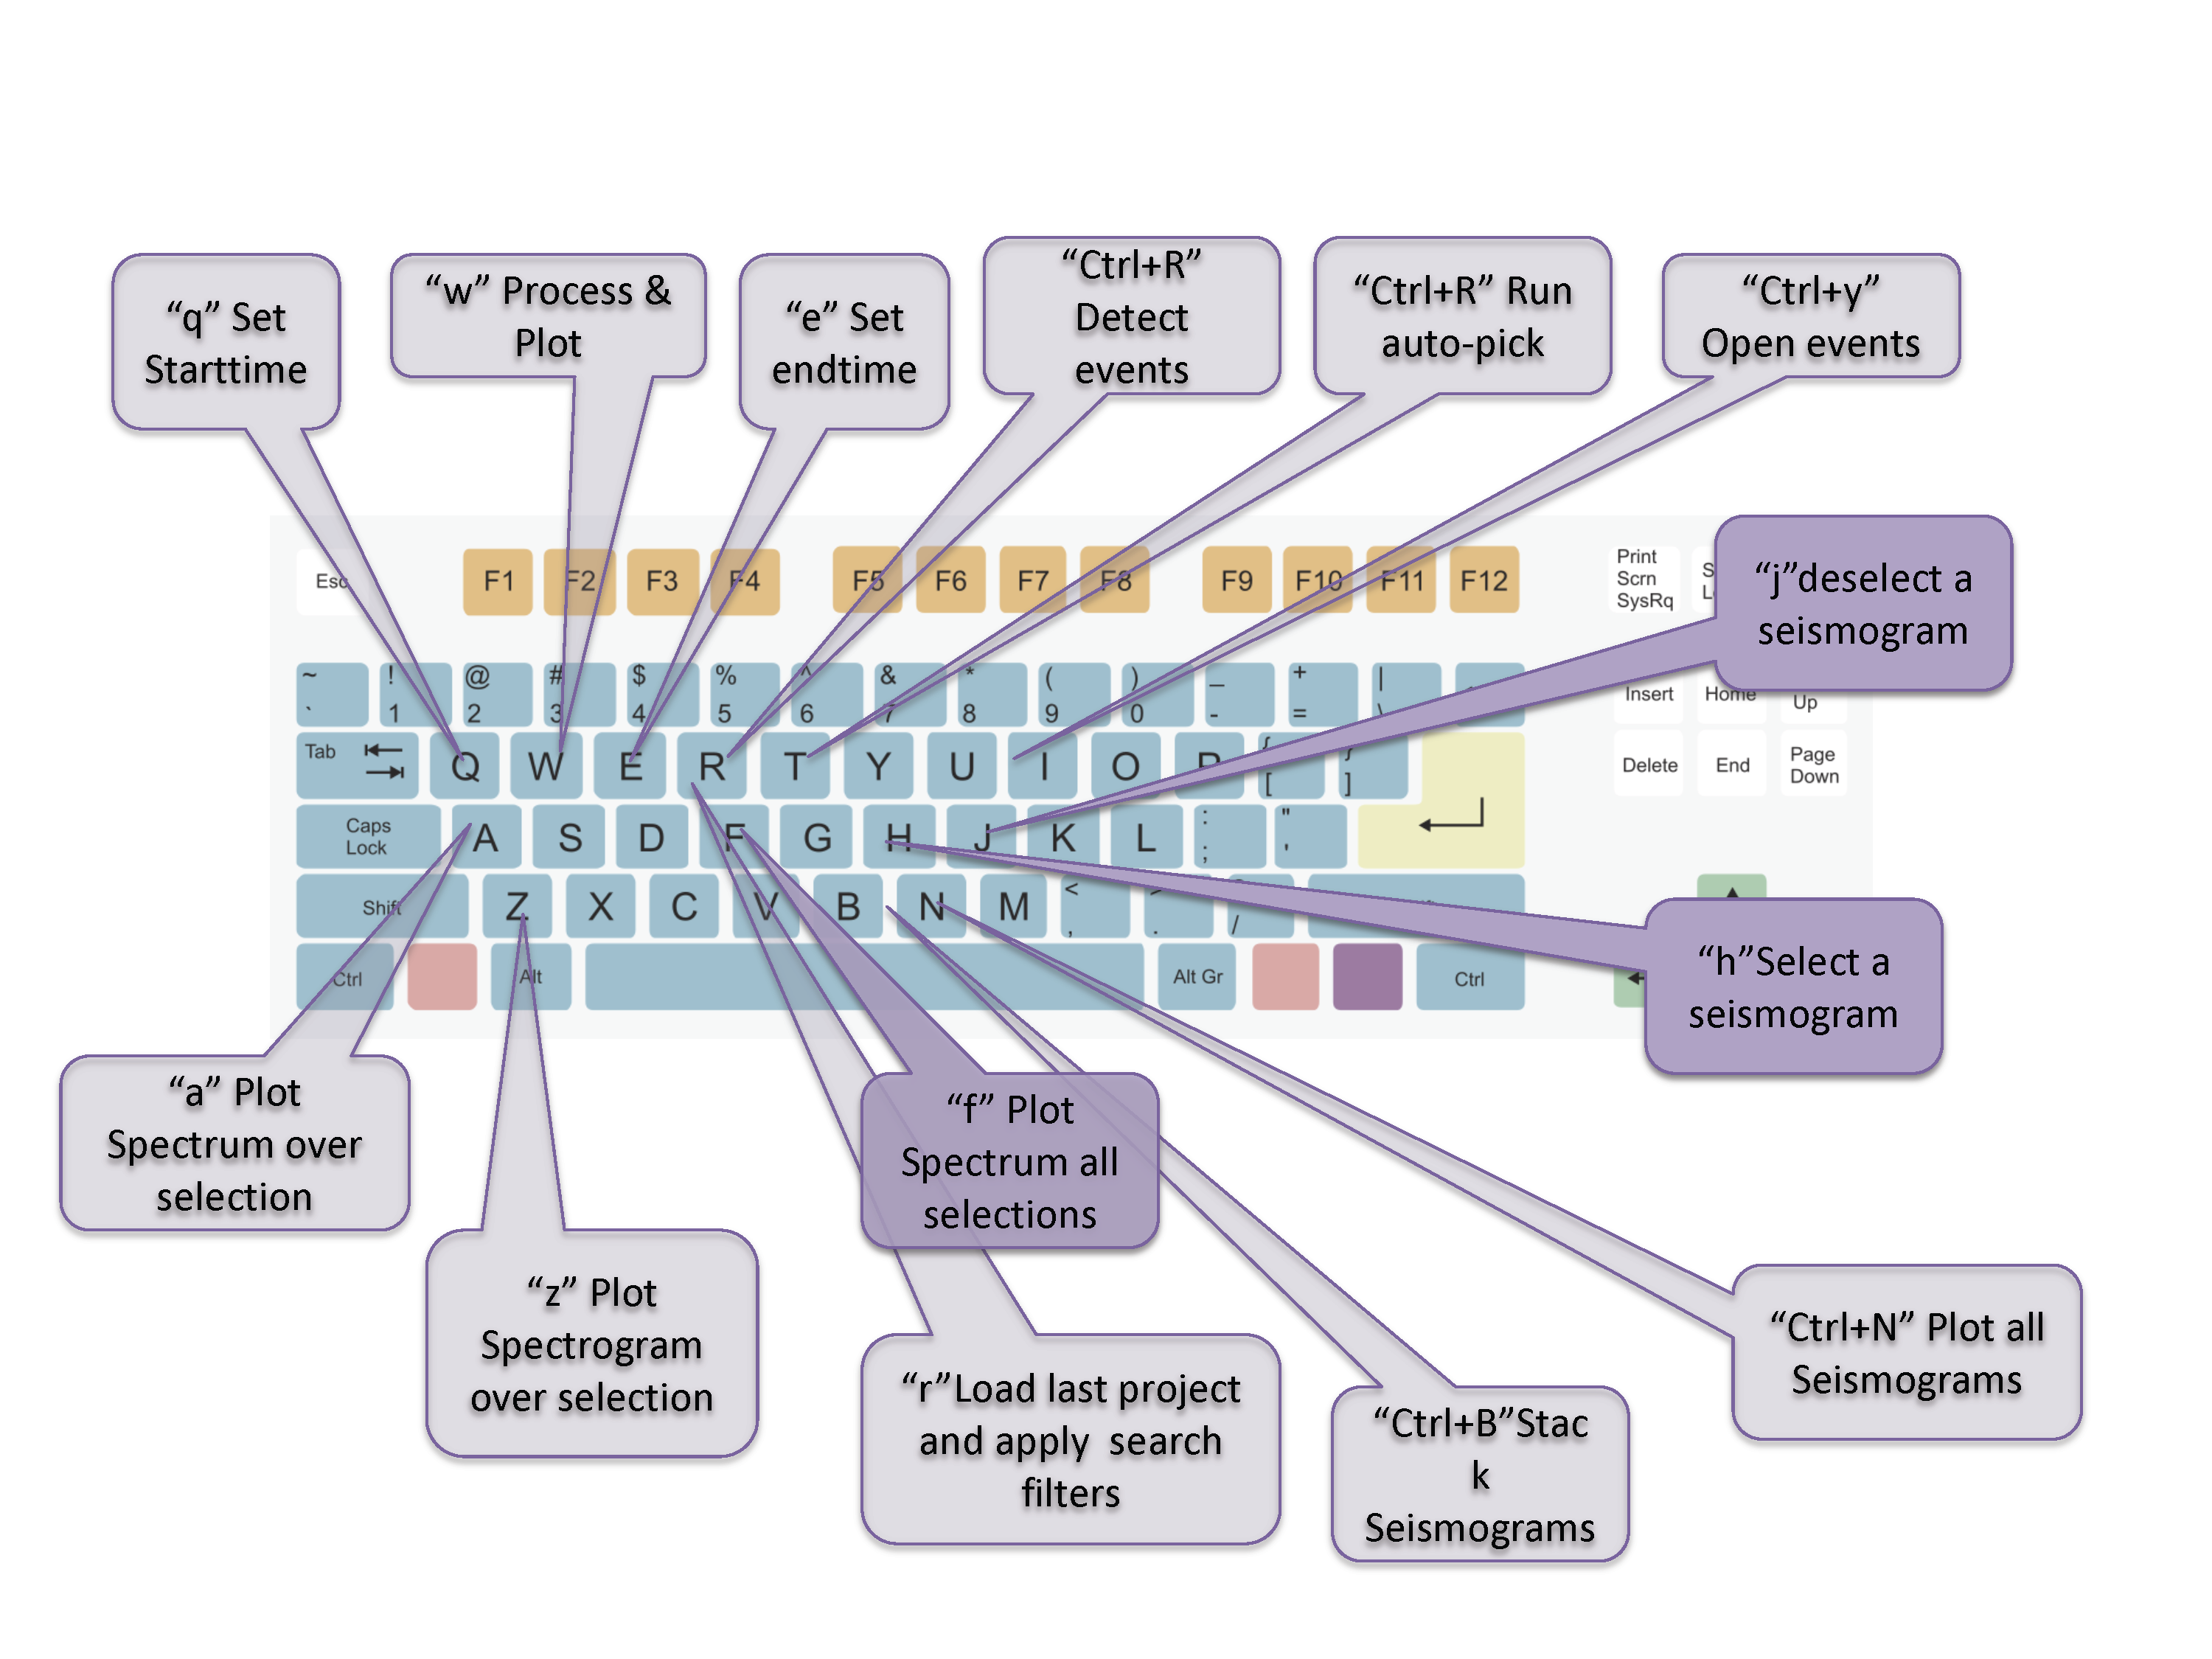 “q” Set
Starttime
“w” Process &
Plot
“e” Set
endtime
“Ctrl+R”
Detect
events
“Ctrl+R” Run
auto-pick
“Ctrl+y”
Open events
“j”deselect a
seismogram
Esc F1 F2 F3 F4 F5 F6 F7 F8 F9 F10 F11 F12
Print
Scrn
SysRq
~ ! @ # $ % ^ & * ( ) _ + |
` 1 2 3 4 5 6 7 8 9 0 - = \
Insert Home
Up
Tab Q W E R T Y U I O P [ ]
Delete End Page
Down
Caps
Lock
A S D F G H J K L : "
; '
Shift Z X C V B N M <
, . /
Ctrl Alt Alt Gr Ctrl
“h”Select a
seismogram
“a” Plot
Spectrum over
selection
“f” Plot
Spectrum all
selections
“z” Plot
Spectrogram
over selection
“r”Load last project
and apply  search
filters
“Ctrl+B”Stac
k
Seismograms
“Ctrl+N” Plot all
Seismograms